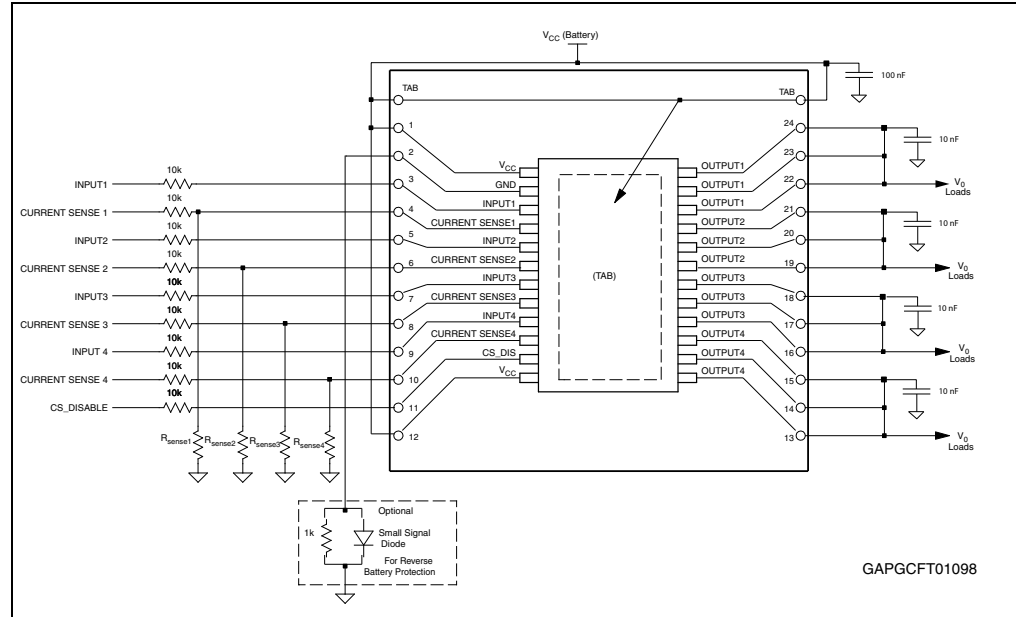 VCC (Battery)
100 nF
TAB
TAB
1
2
3
4
5
6
7
8
9
10
11
12
24
23
22
21
20
19
18
17
16
15
14
13
INPUT1
CURRENT SENSE 1
INPUT2
CURRENT SENSE 2
INPUT3
CURRENT SENSE 3
INPUT 4
CURRENT SENSE 4
CS_DISABLE
10k
10k
10k
10k
10k
10k
10k
10k
10k
VCC
GND
INPUT1
CURRENT SENSE1
INPUT2
CURRENT SENSE2
INPUT3
CURRENT SENSE3
INPUT4
CURRENT SENSE4
CS_DIS
VCC
(TAB)
OUTPUT1
OUTPUT1
OUTPUT1
OUTPUT2
OUTPUT2
OUTPUT2
OUTPUT3
OUTPUT3
OUTPUT3
OUTPUT4
OUTPUT4
OUTPUT4
10 nF
V0
Loads
10 nF
V0
Loads
10 nF
V0
Loads
10 nF
V0
Loads
Rsense1
Rsense2
Rsense3
Rsense4
Optional
1k
Small Signal
Diode
For Reverse
Battery Protection
GAPGCFT01098